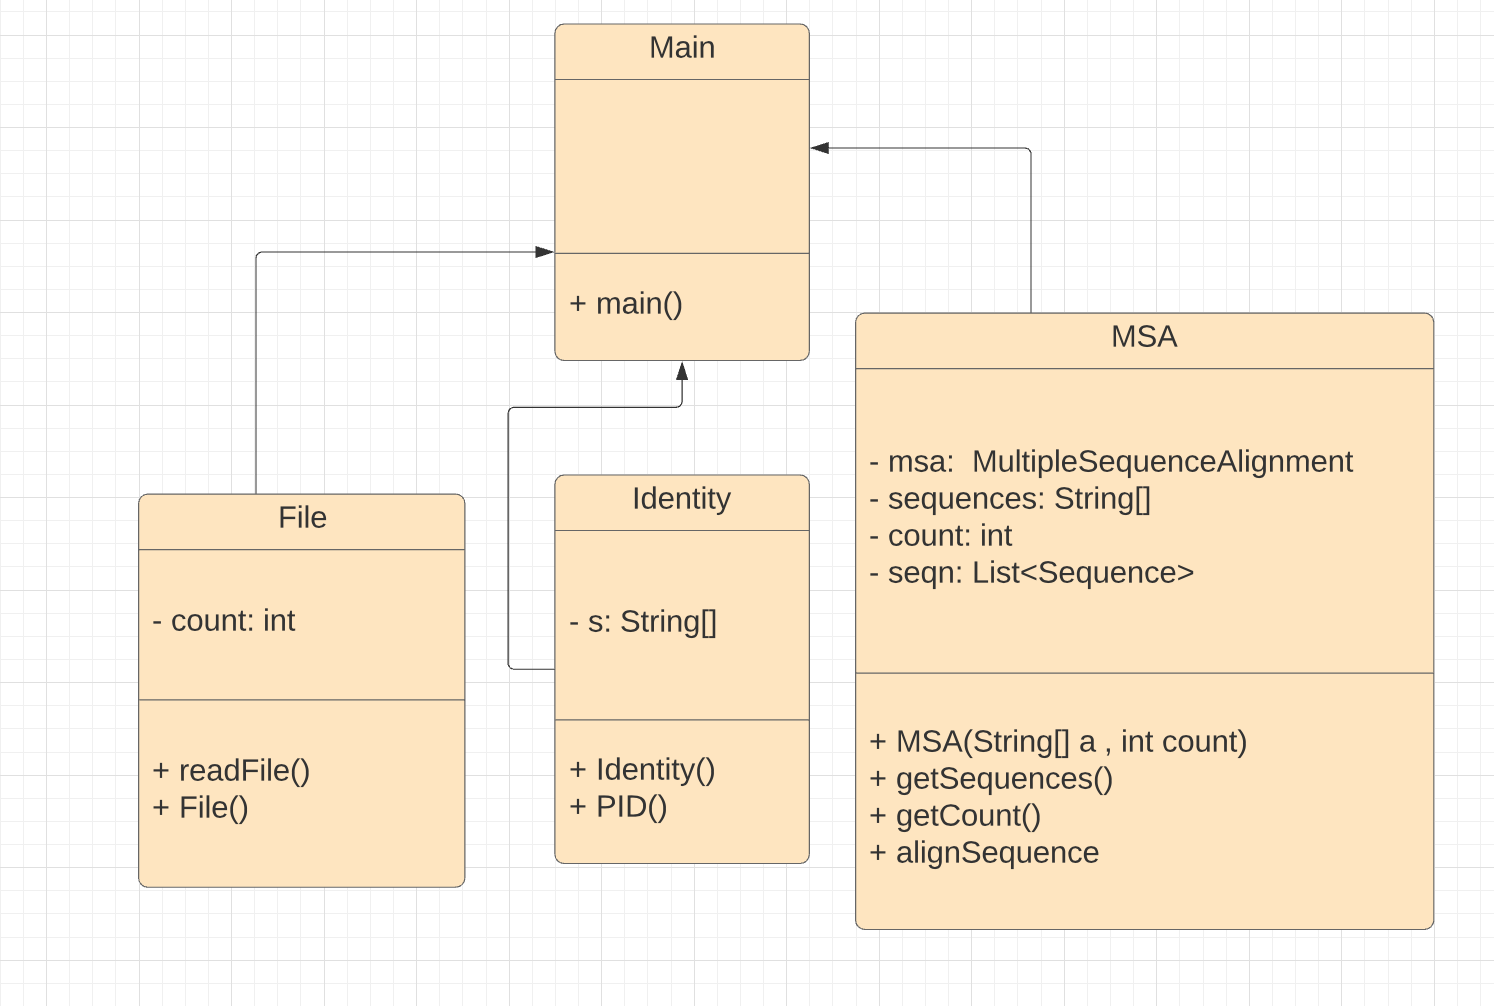 Main
+ main()
File
- count: int
+ readFile()
+ File()
Identity
- s: String[]
+ Identity()
+ PID()
MSA
- msa:  MultipleSequenceAlignment
- sequences: String[]
- count: int
- seqn: List<Sequence>
+ MSA(String[] a , int count)
+ getSequences()
+ getCount()
+ alignSequence